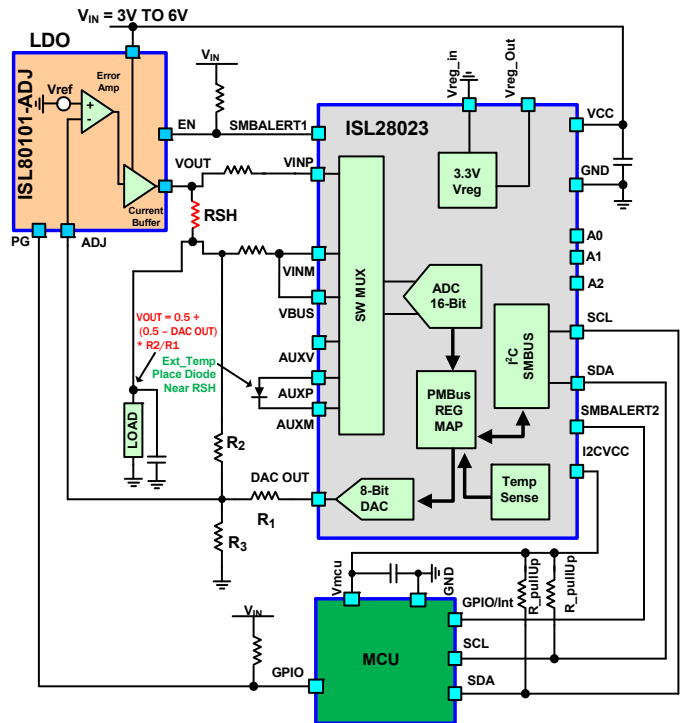 V_IN = 3V TO 6V
LDO
ISL80101-ADJ
Error
Amp
Vref
+
-
V_IN
EN
SMBALERT1
VOUT
VINP
Current
Buffer
RSH
PG
ADJ
VINM
VBUS
VOUT = 0.5 +
(0.5 – DAC OUT)
* R2/R1
Ext_Temp
Place Diode
Near RSH
AUXV
AUXP
AUXM
LOAD
R2
DAC OUT
R1
R3
Vreg_in
Vreg_Out
ISL28023
3.3V
Vreg
SW MUX
ADC
16-Bit
PMBus
REG
MAP
I²C
SMBUS
8-Bit
DAC
Temp
Sense
VCC
GND
A0
A1
A2
SCL
SDA
SMBALERT2
I2CVCC
Vmcu
GND
R_pullUp
R_pullUp
GPIO/Int
V_IN
SCL
MCU
GPIO
SDA